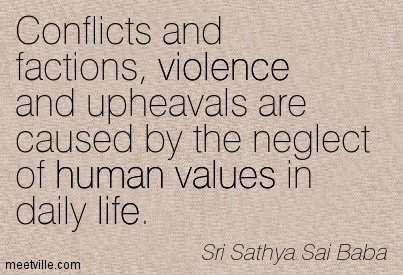 Conflicts and
factions, violence
and upheavals are
caused by the neglect
of human values in
daily life.
Sri Sathya Sai Baba
meetville.com